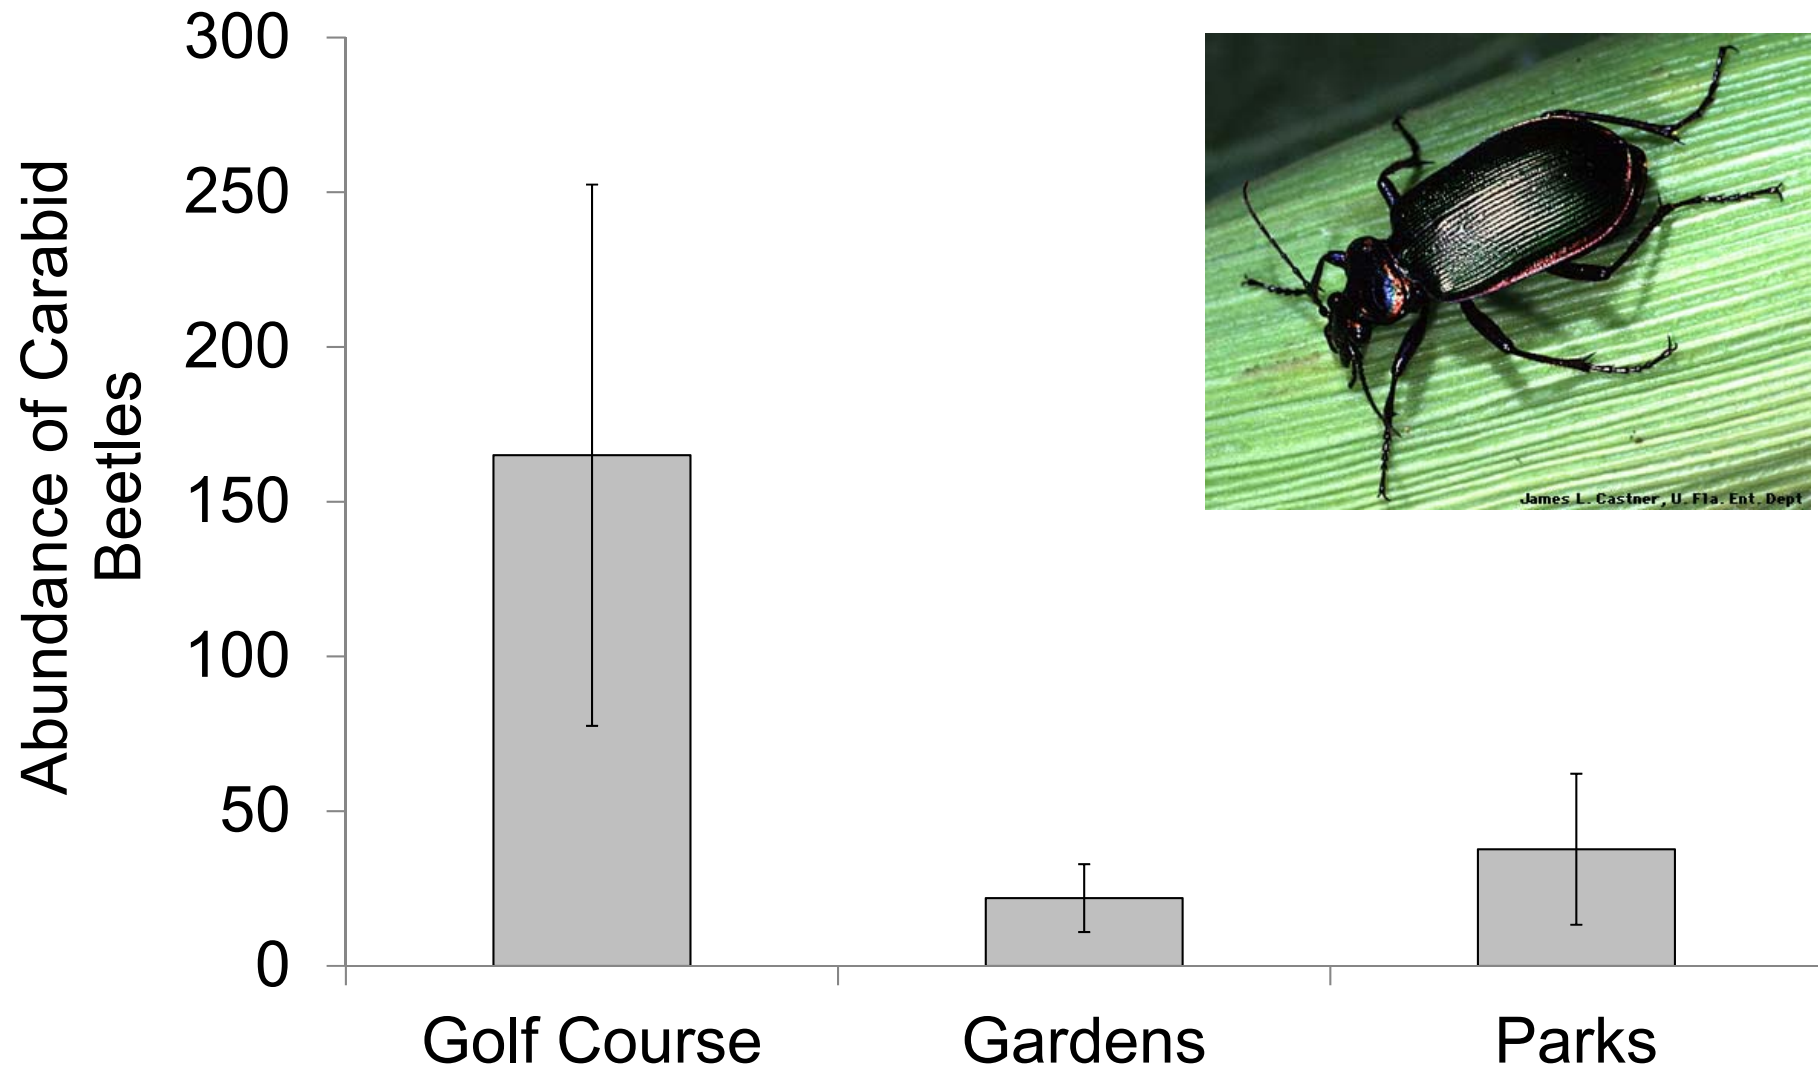 Abundance of Carabid
Beetles
300
250
200
150
100
50
0
Golf Course
Gardens
Parks
James L. Castner, U. Fla. Ent. Dept